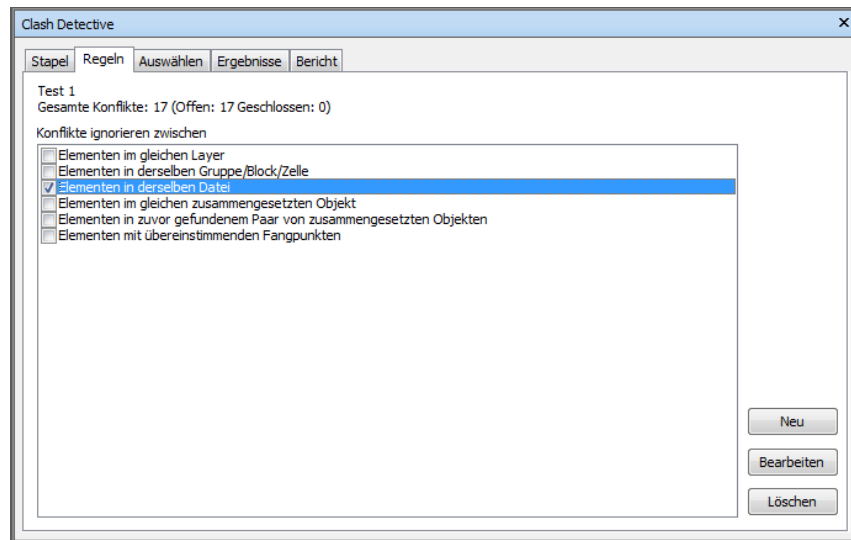 Clash Detective
Stapel Regeln Auswählen Ergebnisse Bericht
Test 1
Gesamte Konflikte: 17 (Offen: 17 Geschlossen: 0)
Konflikte ignorieren zwischen
Elementen im gleichen Layer
Elementen in derselben Gruppe/Block/Zelle
Elementen in derselben Datei
Elementen im gleichen zusammengesetzten Objekt
Elementen in zuvor gefundenem Paar von zusammengesetzten Objekten
Elementen mit übereinstimmenden Fangpunkten
Neu
Bearbeiten
Löschen